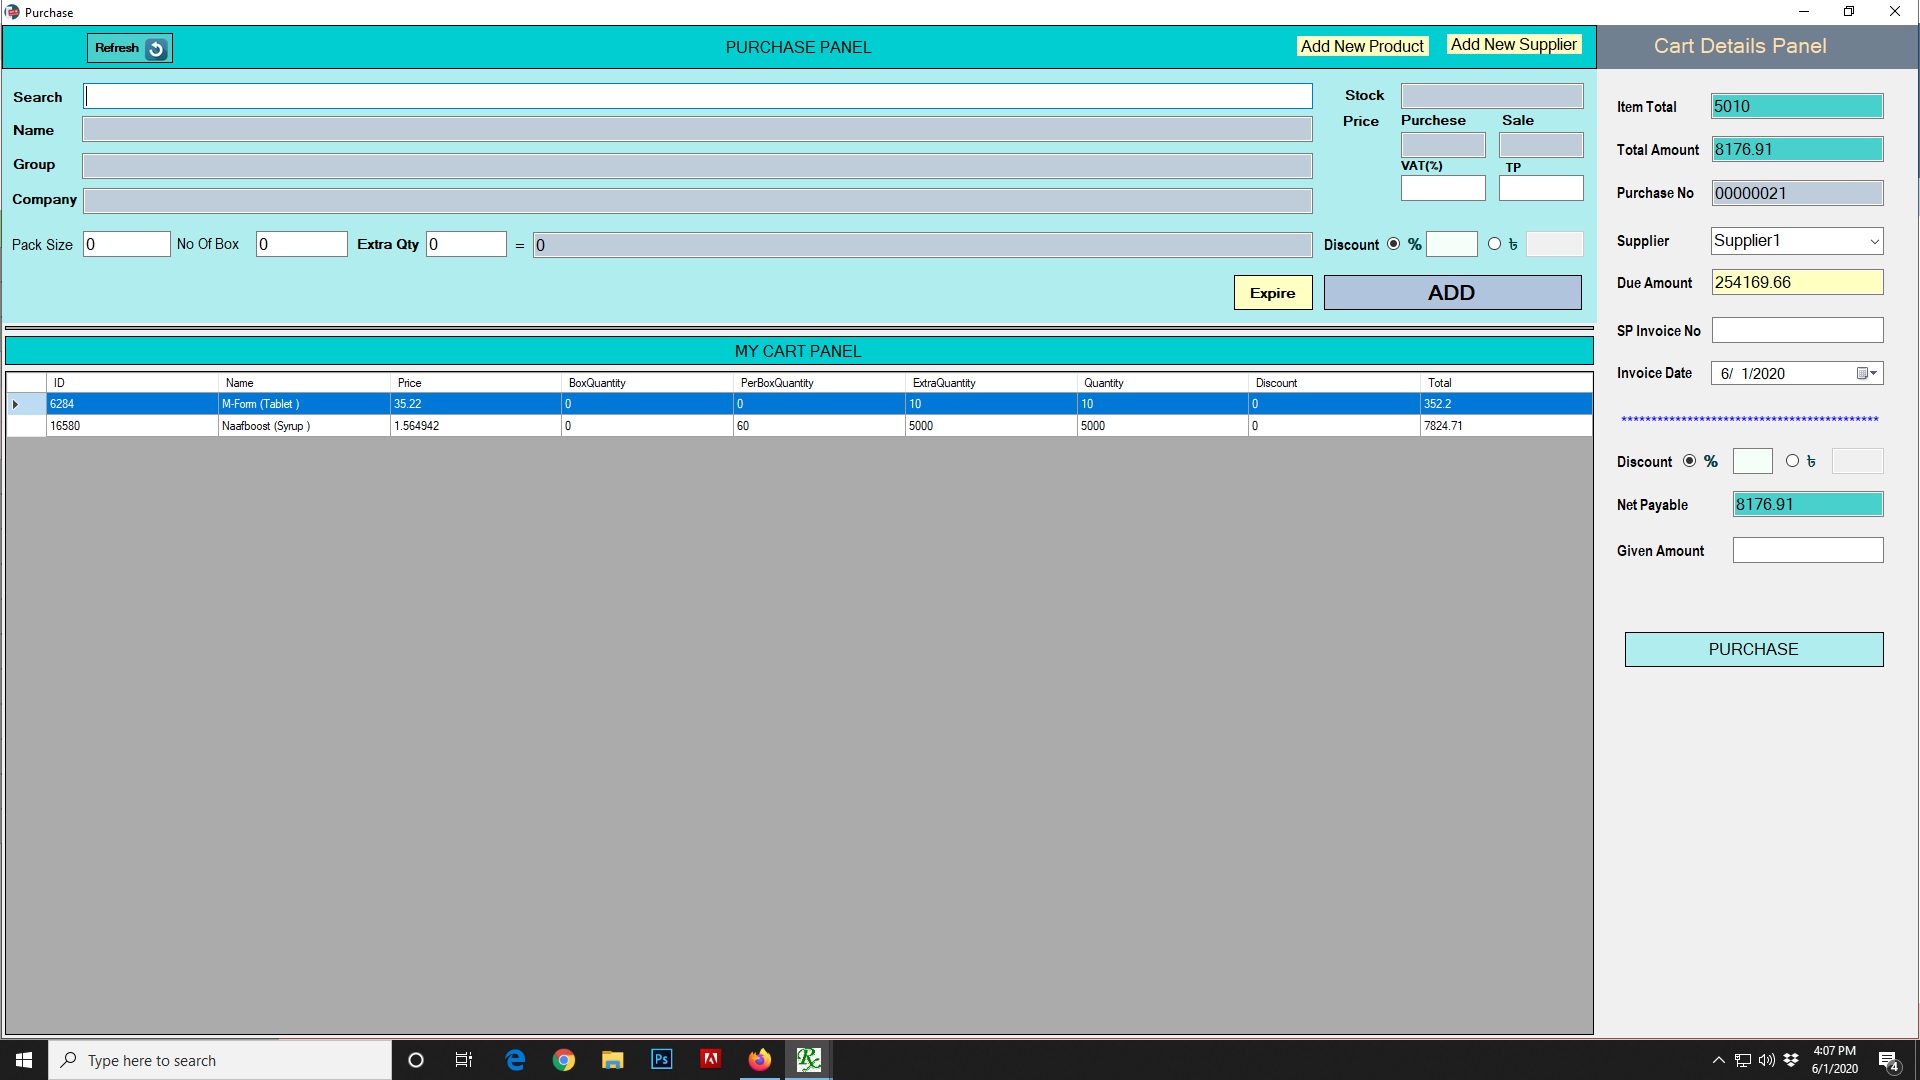 Purchase
Refresh
PURCHASE PANEL
Add New Product
Add New Supplier
Cart Details Panel
Search
Stock
Name
Price Purchese Sale
Group
VAT(%) TP
Company
Pack Size 0 No Of Box 0 Extra Qty 0 = 0 Discount % ৳
Expire
ADD
Item Total 5010
Total Amount 8176.91
Purchase No 00000021
Supplier Supplier1
Due Amount 254169.66
SP Invoice No
Invoice Date 6/ 1/2020
*******************************************
Discount % ৳
Net Payable 8176.91
Given Amount
PURCHASE
MY CART PANEL
ID Name Price BoxQuantity PerBoxQuantity ExtraQuantity Quantity Discount Total
6284 M-Form (Tablet ) 35.22 0 0 10 10 0 352.2
16580 Naafboost (Syrup ) 1.564942 0 60 5000 5000 0 7824.71
Type here to search
Ps
Rx
4:07 PM
6/1/2020
4